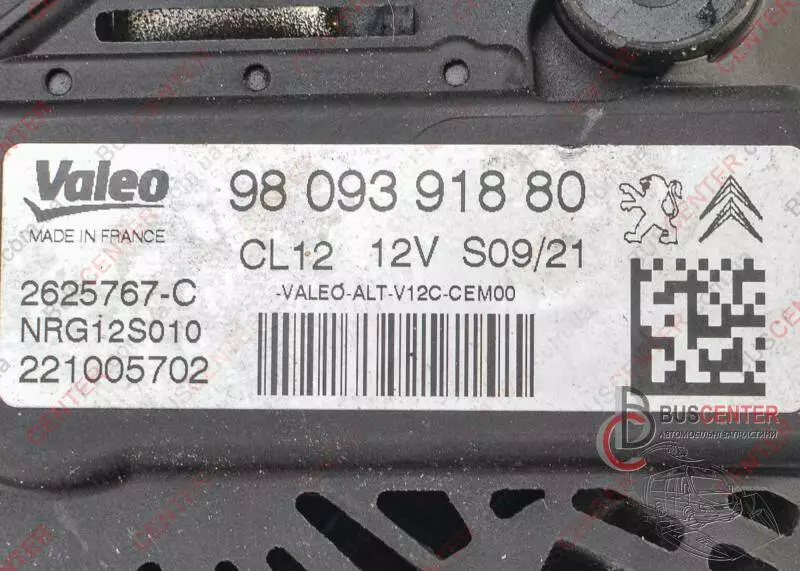 Valeo
MADE IN FRANCE
98 093 918 80
CL12 12V S09/21
-VALEO-ALT-V12C-CEM00
2625767-C
NRG12S010
221005702
BUSCENTER
АВТОМОБІЛЬНІ ЗАПЧАСТИНИ